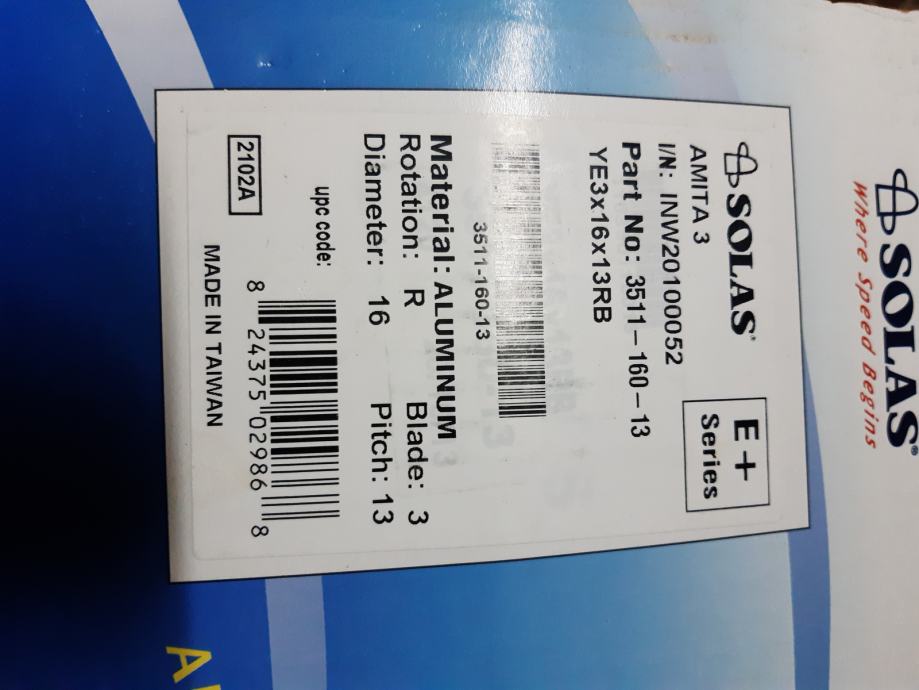 SOLAS®
Where Speed Begins
SOLAS®
E+
Series
AMITA 3
I/N: INW20100052
Part No: 3511-160-13
YE3x16x13RB
3511-160-13
Material: ALUMINUM
Rotation: R Blade: 3
Diameter: 16 Pitch: 13
upc code:
8 24375 02986 8
2102A
MADE IN TAIWAN